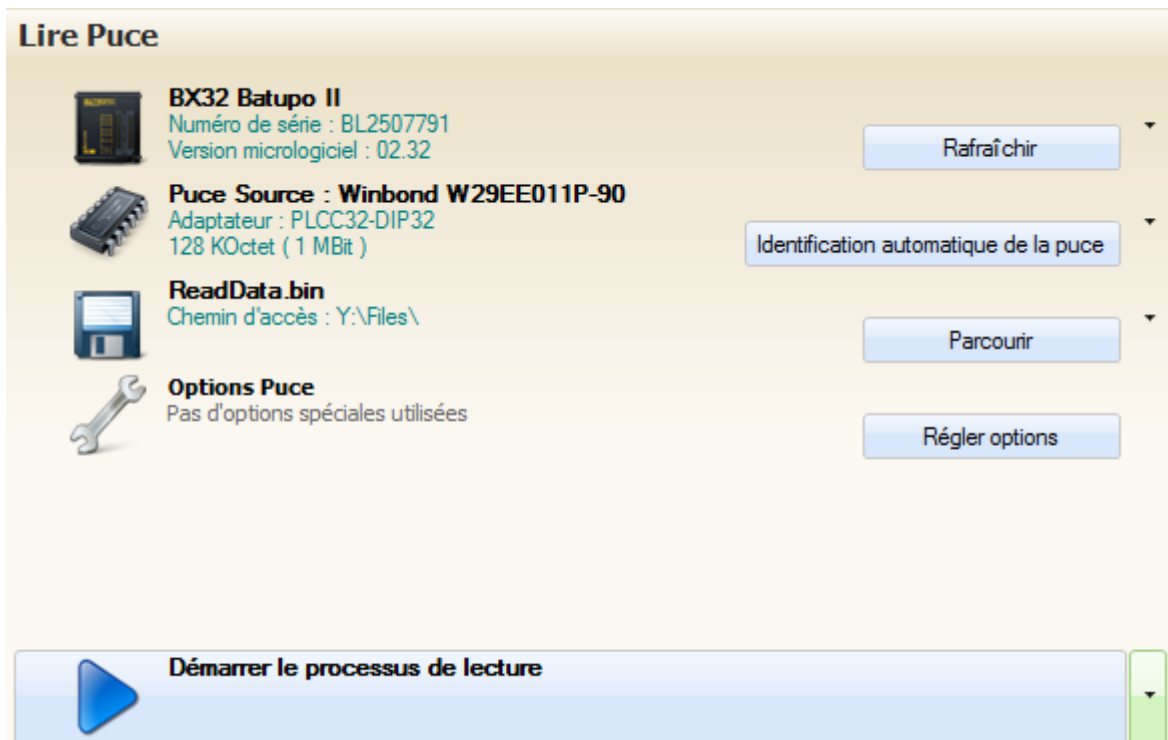 Lire Puce
BX32 Batupo II
Numéro de série : BL2507791
Version micrologiciel : 02.32
Rafraîchir
Puce Source : Winbond W29EE011P-90
Adaptateur : PLCC32-DIP32
128 KOctet ( 1 MBit )
Identification automatique de la puce
ReadData.bin
Chemin d'accès : Y:\Files\
Parcourir
Options Puce
Pas d'options spéciales utilisées
Régler options
Démarrer le processus de lecture